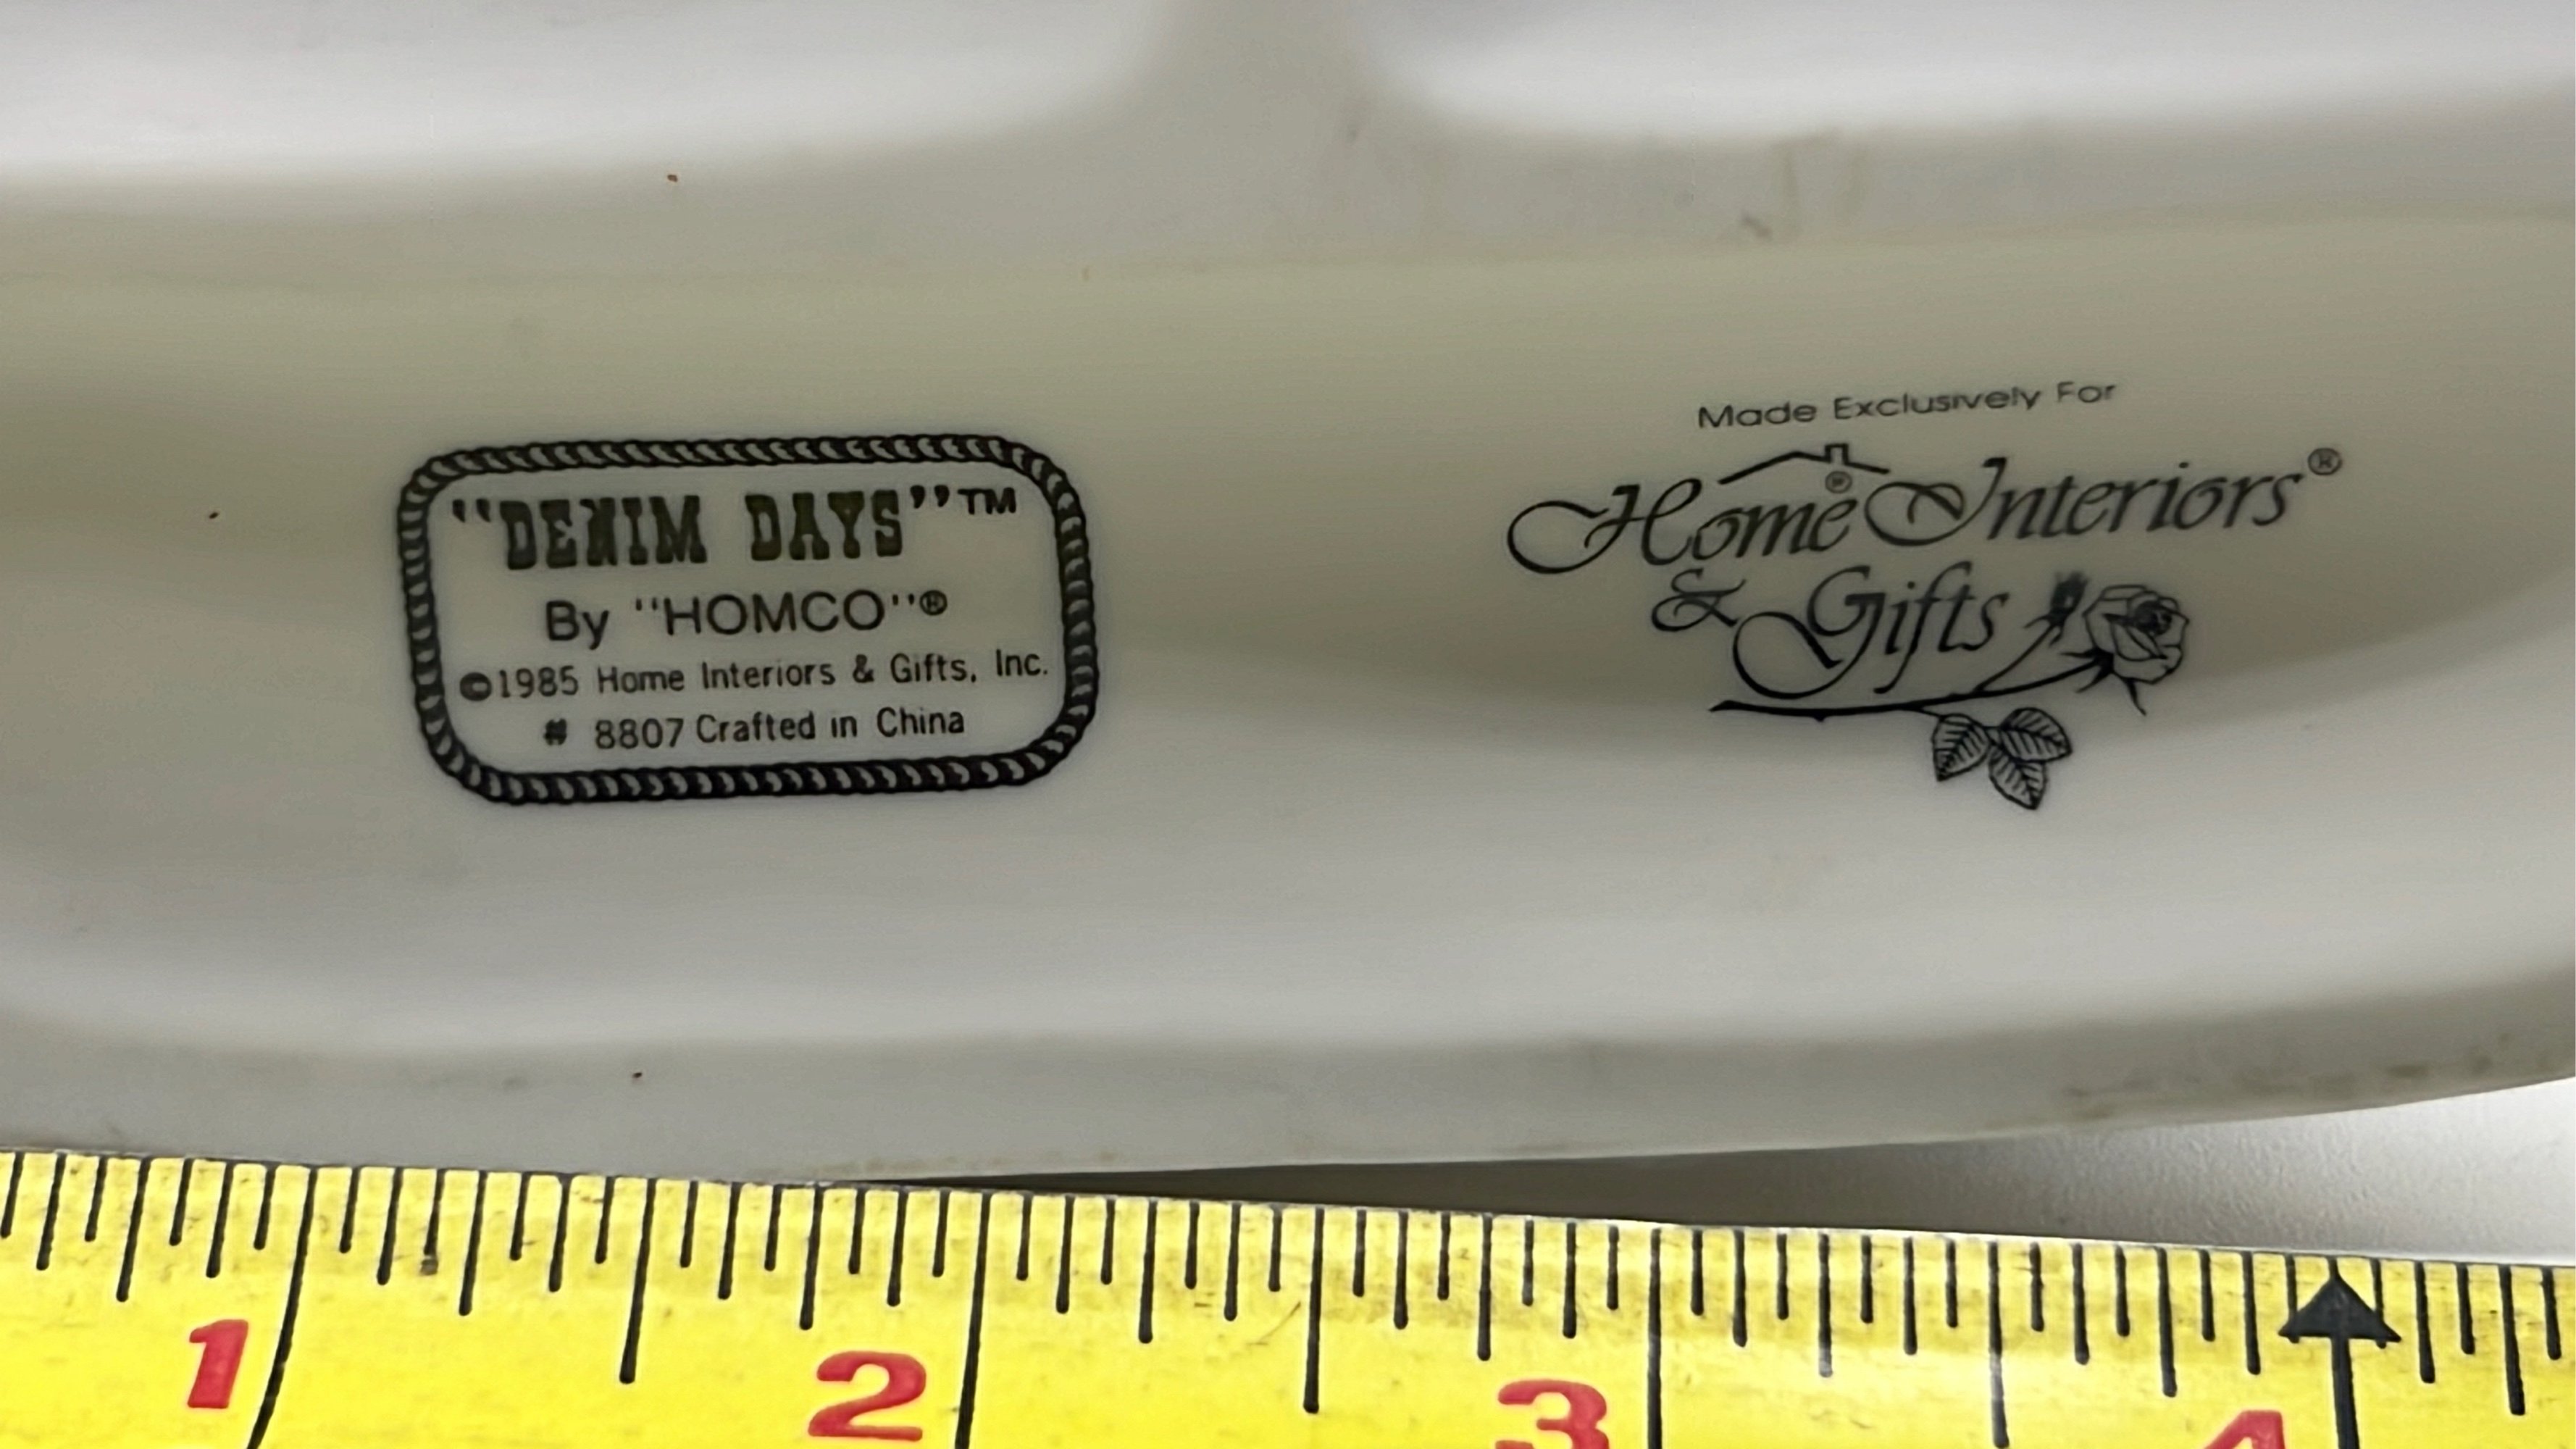 "DENIM DAYS"™
By "HOMCO"®
©1985 Home Interiors & Gifts, Inc.
# 8807 Crafted in China
Made Exclusively For
Home® Interiors®
& Gifts
1 2 3 4